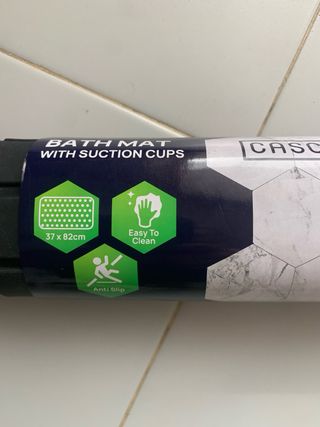 BATH MAT
CASC
WITH SUCTION CUPS
37 x 82cm
Easy To
Clean
Anti Slip